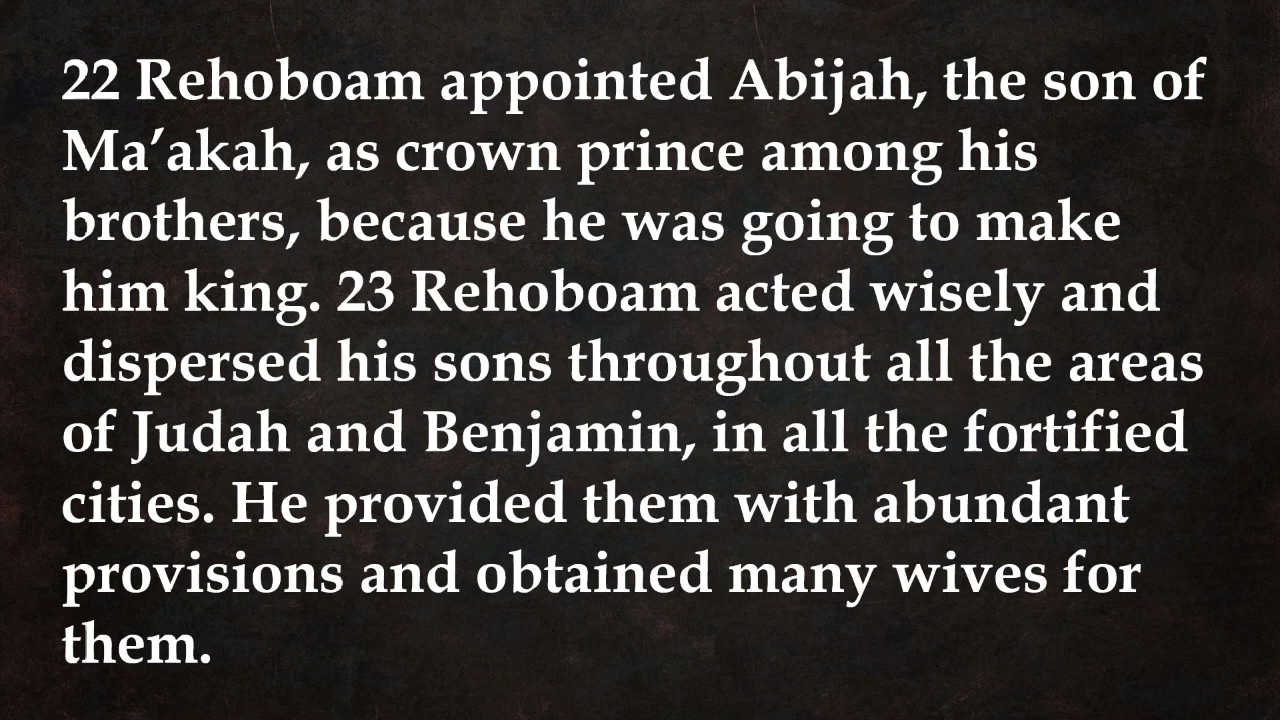 22 Rehoboam appointed Abijah, the son of
Ma’akah, as crown prince among his
brothers, because he was going to make
him king. 23 Rehoboam acted wisely and
dispersed his sons throughout all the areas
of Judah and Benjamin, in all the fortified
cities. He provided them with abundant
provisions and obtained many wives for
them.